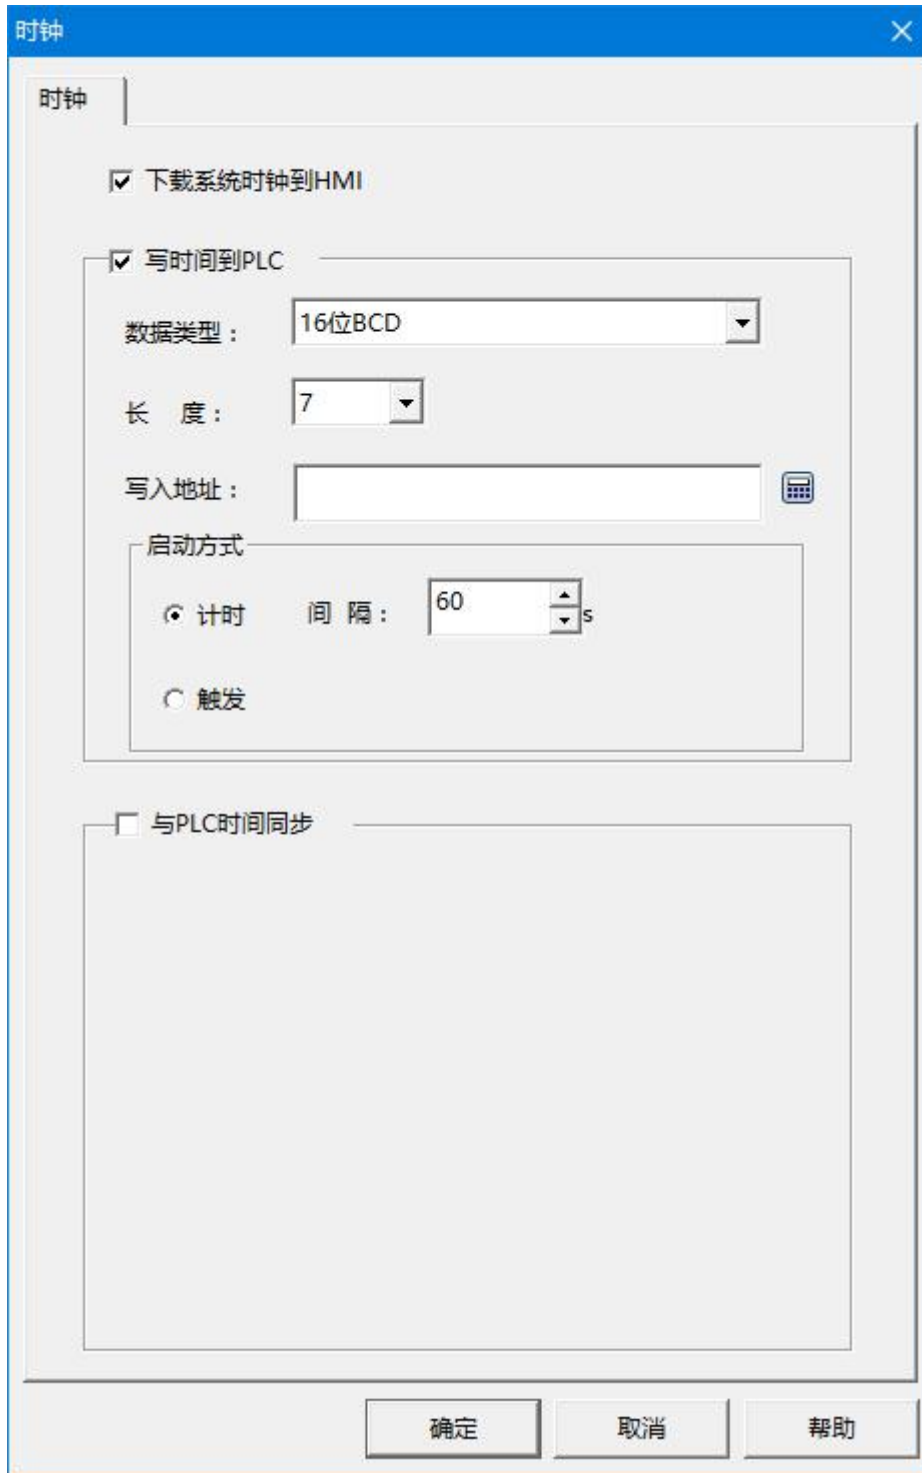 时钟
时钟
下载系统时钟到HMI
写时间到PLC
数据类型：
16位BCD
长 度：
7
写入地址：
启动方式
计时 间 隔： 60 s
触发
与PLC时间同步
确定 取消 帮助